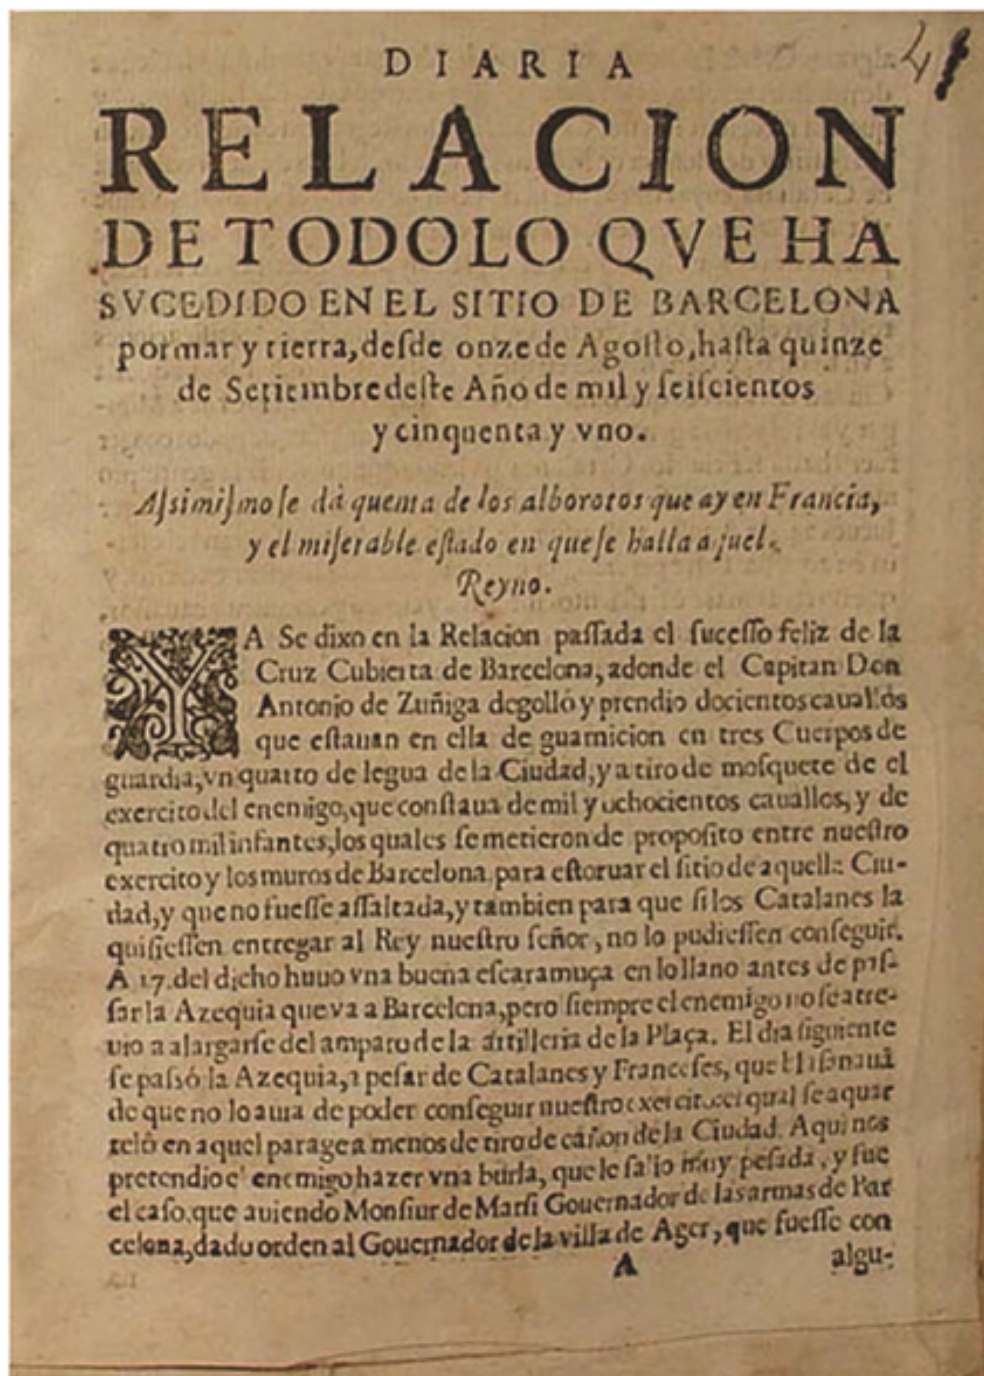 41
DIARIA
RELACION
DE TODO LO QVE HA
SVCEDIDO EN EL SITIO DE BARCELONA
por mar y tierra, desde onze de Agosto, hasta quinze
de Setiembre deste Año de mil y seiscientos
y cinquenta y vno.
Assimismo se dà quenta de los alborotos que ay en Francia,
y el miserable estado en que se halla aquel
Reyno.
YA Se dixo en la Relacion passada el sucesso feliz de la
Cruz Cubierta de Barcelona, adonde el Capitan Don
Antonio de Zuñiga degollò y prendio docientos cauallos
que estauan en ella de guarnicion en tres Cuerpos de
guardia, vn quarto de legua de la Ciudad, y a tiro de mosquete de el
exercito del enemigo, que constaua de mil y ochocientos cauallos, y de
quatro mil infantes, los quales se metieron de proposito entre nuestro
exercito y los muros de Barcelona, para estoruar el sitio de aquella Ciu-
dad, y que no fuesse assaltada, y tambien para que si los Catalanes la
quisiessen entregar al Rey nuestro señor, no lo pudiessen conseguir.
A 17. del dicho huuo vna buena escaramuça en lo llano antes de pas-
sar la Azequia que va a Barcelona, pero siempre el enemigo no se atre-
uio a alargarse del amparo de la artilleria de la Plaça. El dia siguiente
se passó la Azequia, a pesar de Catalanes y Franceses, que
de que no lo auia de poder conseguir nuestro exercito, el qual se aquar
telò en aquel parage a menos de tiro de cañon de la Ciudad. Aqui nos
pretendio el enemigo hazer vna burla, que le salio muy pesada, y fue
el caso, que auiendo Monsiur de Marsi Gouernador de las armas de Bar
celona, dado orden al Gouernador de la villa de Ager, que fuesse con
A
algu-